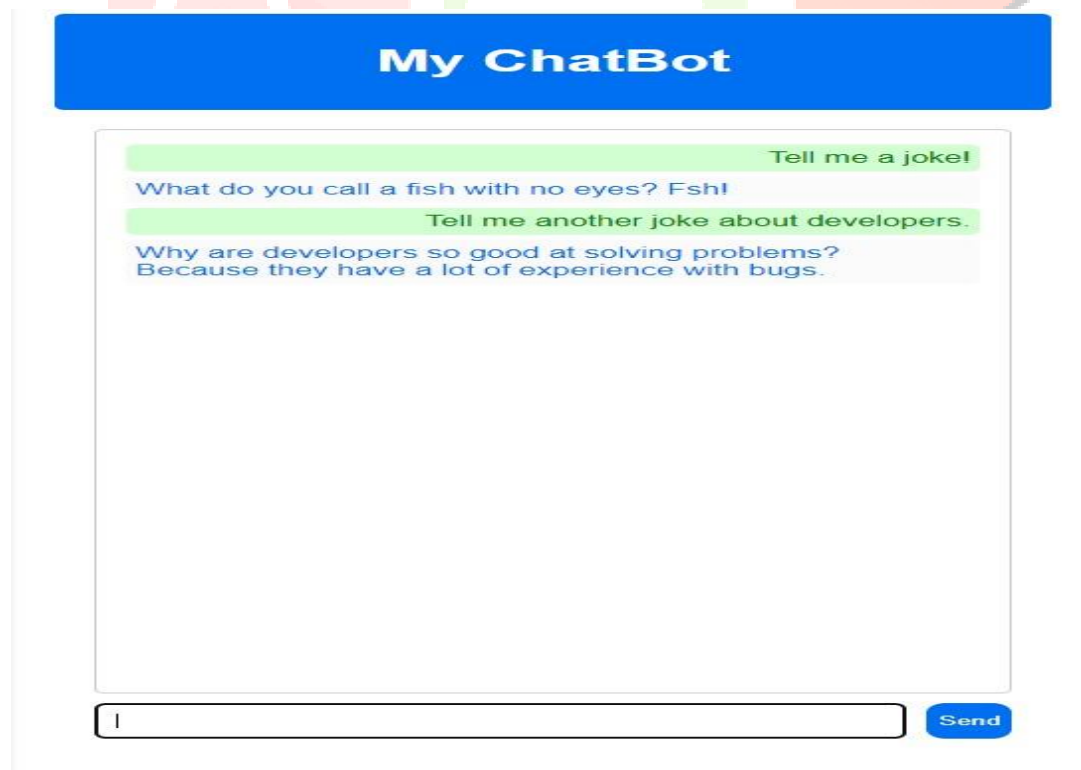 My ChatBot
Tell me a joke!
What do you call a fish with no eyes? Fsh!
Tell me another joke about developers.
Why are developers so good at solving problems?
Because they have a lot of experience with bugs.
Send